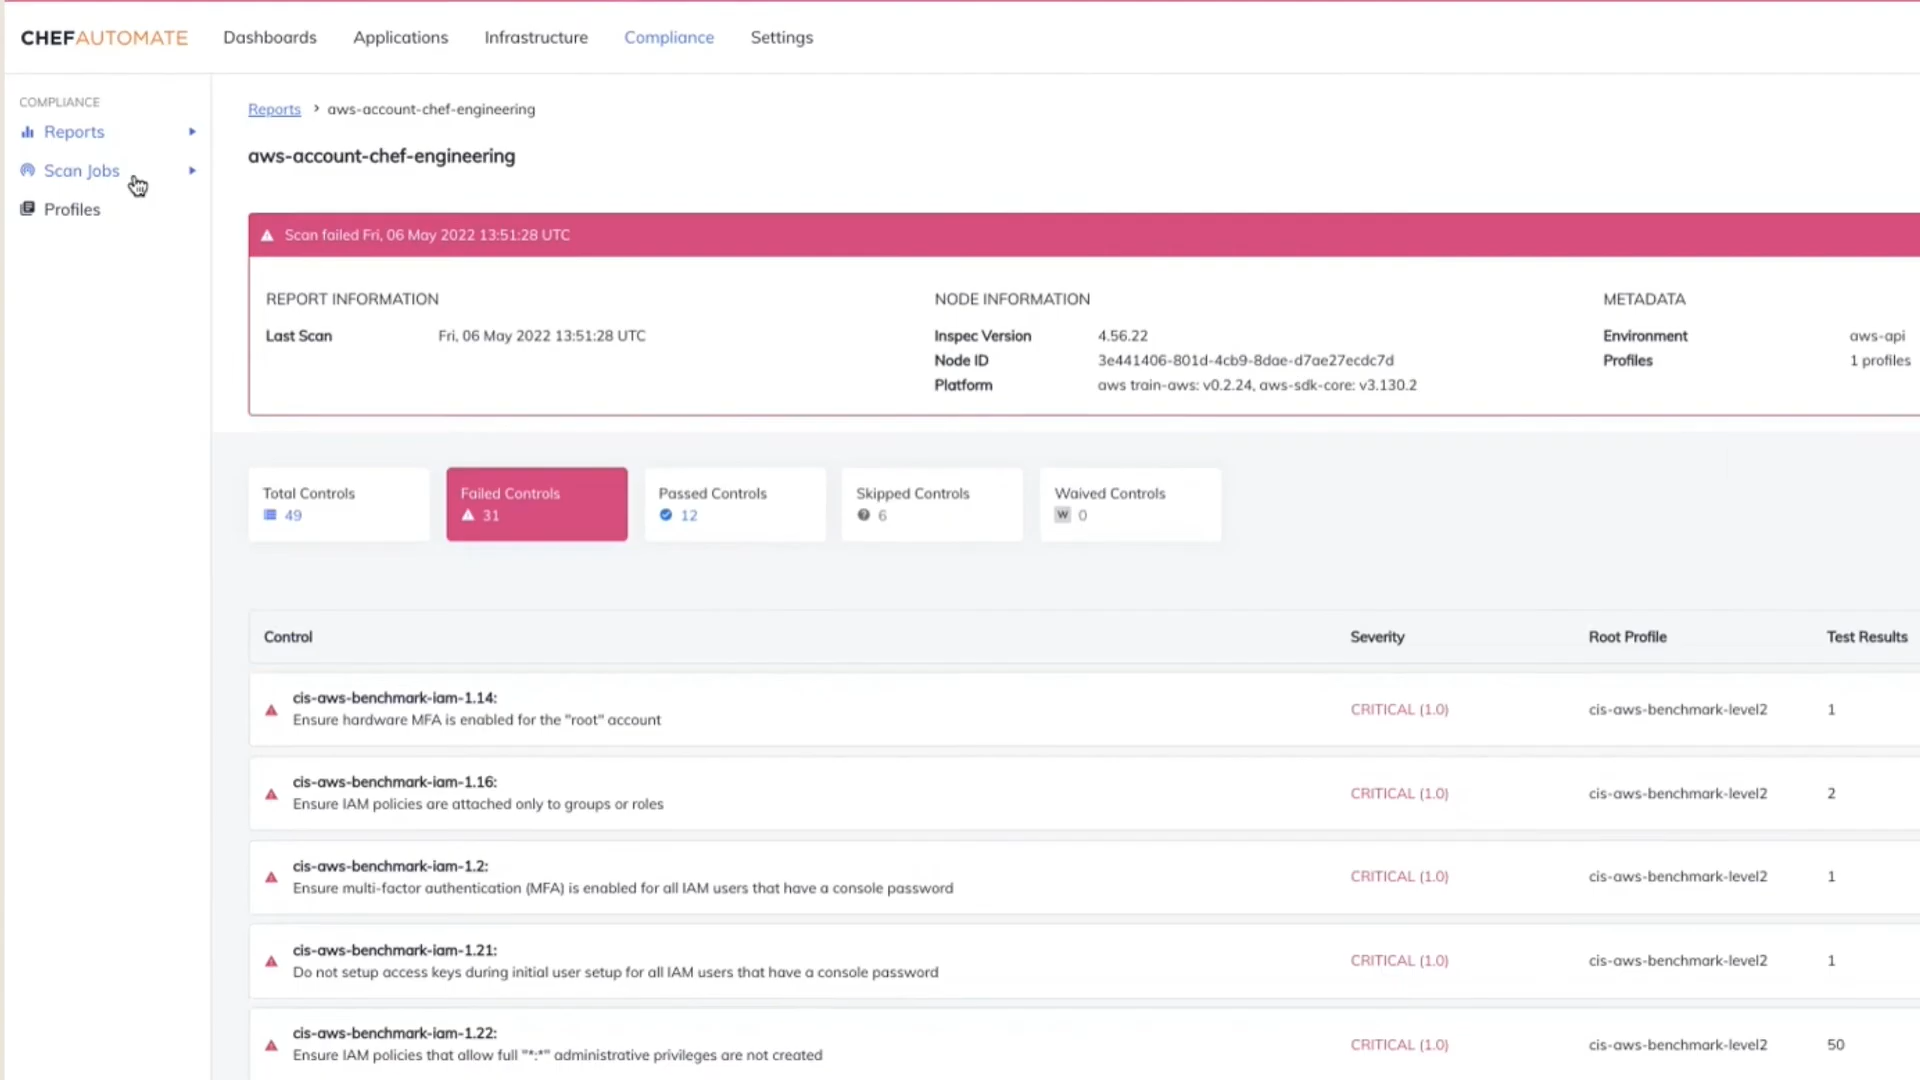 CHEFAUTOMATE Dashboards Applications Infrastructure Compliance Settings
COMPLIANCE
Reports
Scan Jobs
Profiles
Reports > aws-account-chef-engineering
aws-account-chef-engineering
Scan failed Fri, 06 May 2022 13:51:28 UTC
REPORT INFORMATION
Last Scan Fri, 06 May 2022 13:51:28 UTC
NODE INFORMATION
Inspec Version 4.56.22
Node ID 3e441406-801d-4cb9-8dae-d7ae27ecdc7d
Platform aws train-aws: v0.2.24, aws-sdk-core: v3.130.2
METADATA
Environment aws-api
Profiles 1 profiles
Total Controls
49
Failed Controls
31
Passed Controls
12
Skipped Controls
6
Waived Controls
W 0
Control Severity Root Profile Test Results
cis-aws-benchmark-iam-1.14:
Ensure hardware MFA is enabled for the "root" account
CRITICAL (1.0) cis-aws-benchmark-level2 1
cis-aws-benchmark-iam-1.16:
Ensure IAM policies are attached only to groups or roles
CRITICAL (1.0) cis-aws-benchmark-level2 2
cis-aws-benchmark-iam-1.2:
Ensure multi-factor authentication (MFA) is enabled for all IAM users that have a console password
CRITICAL (1.0) cis-aws-benchmark-level2 1
cis-aws-benchmark-iam-1.21:
Do not setup access keys during initial user setup for all IAM users that have a console password
CRITICAL (1.0) cis-aws-benchmark-level2 1
cis-aws-benchmark-iam-1.22:
Ensure IAM policies that allow full "*:*" administrative privileges are not created
CRITICAL (1.0) cis-aws-benchmark-level2 50